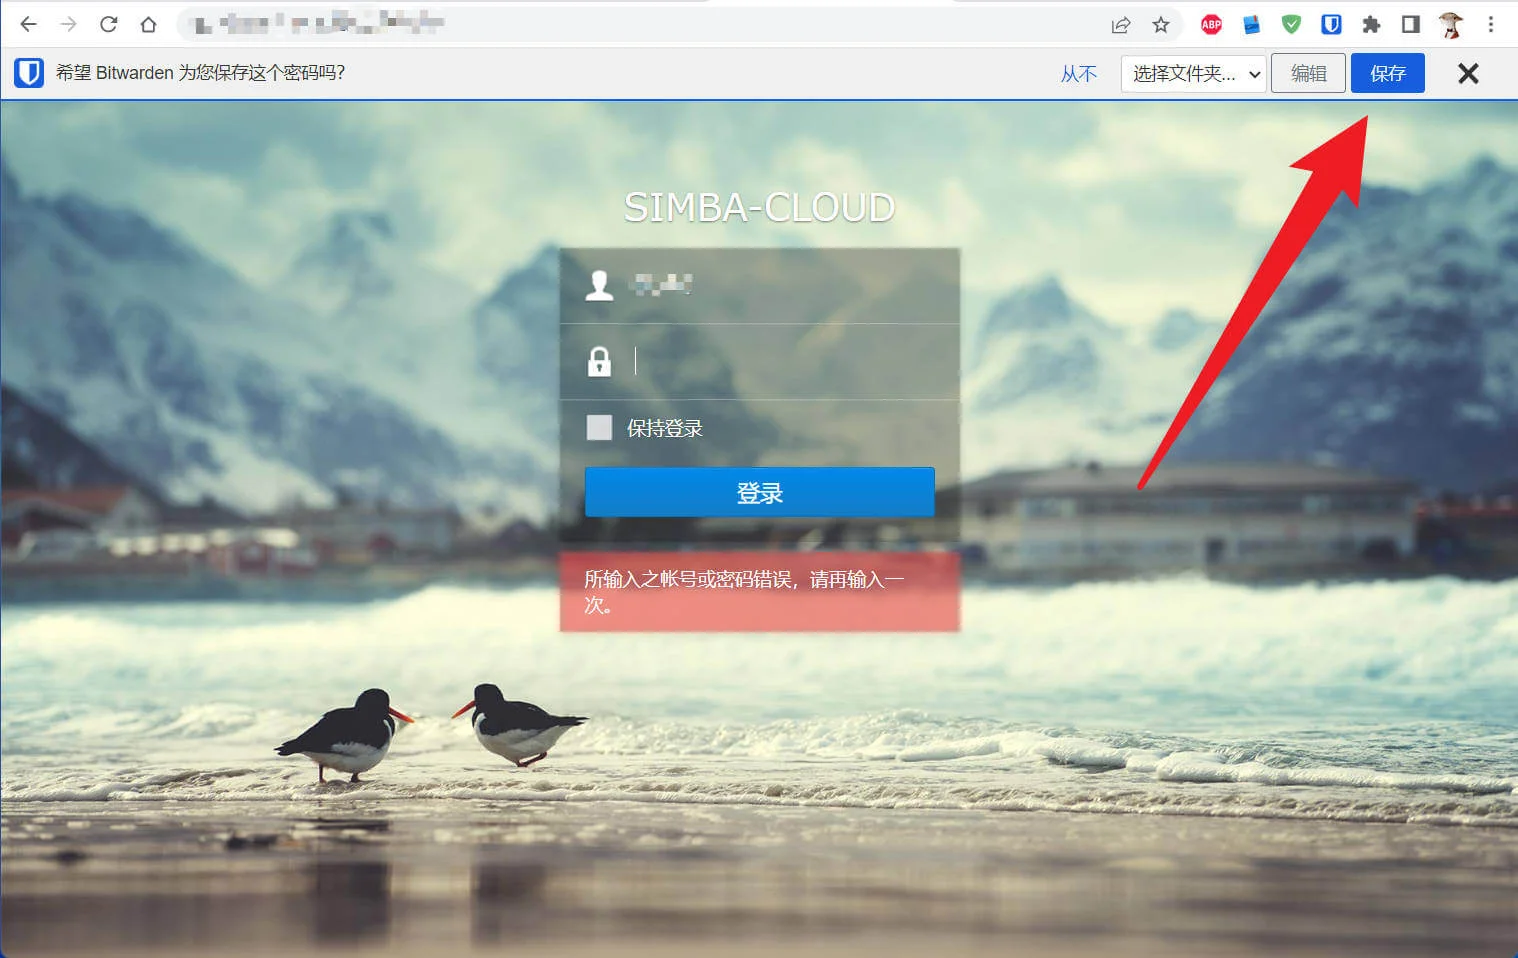 ABP
希望 Bitwarden 为您保存这个密码吗?
从不
选择文件夹...
编辑
保存
SIMBA-CLOUD
保持登录
登录
所输入之帐号或密码错误，请再输入一
次。